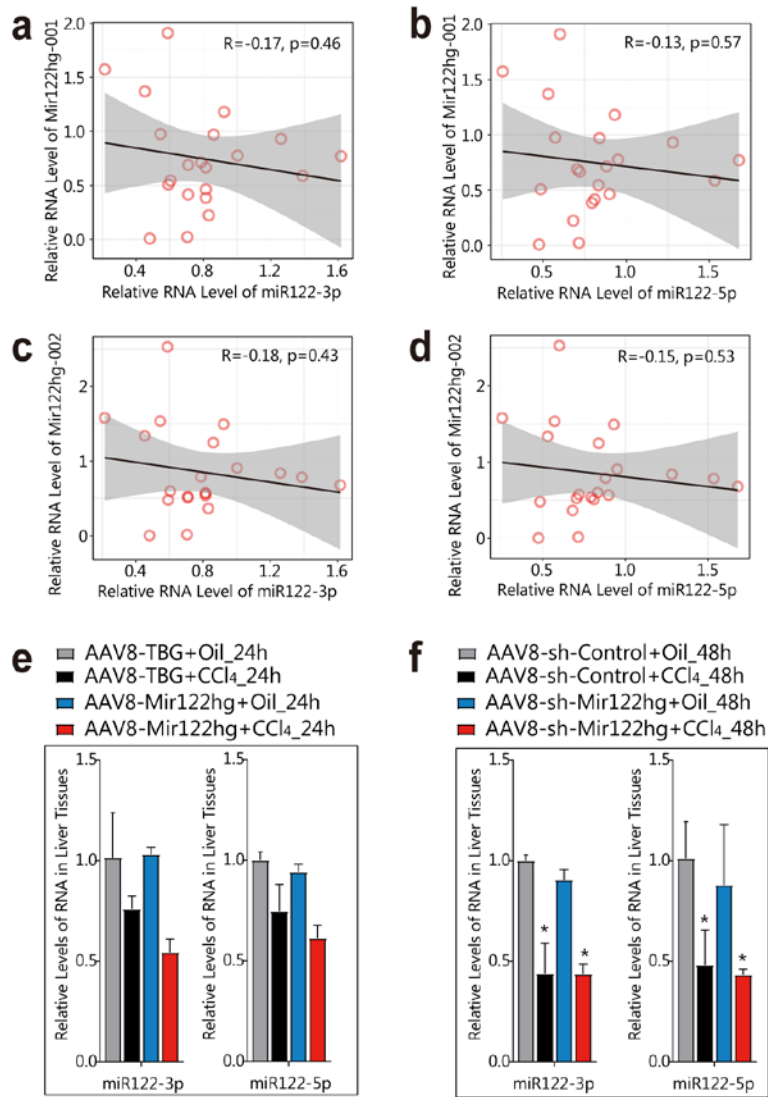 a
Relative RNA Level of Mir122hg-001
2.0
1.5
1.0
0.5
0.0
R=-0.17, p=0.46
0.4 0.8 1.2 1.6
Relative RNA Level of miR122-3p
b
Relative RNA Level of Mir122hg-001
2.0
1.5
1.0
0.5
0.0
R=-0.13, p=0.57
0.5 1.0 1.5
Relative RNA Level of miR122-5p
c
Relative RNA Level of Mir122hg-002
2
1
0
R=-0.18, p=0.43
0.4 0.8 1.2 1.6
Relative RNA Level of miR122-3p
d
Relative RNA Level of Mir122hg-002
2
1
0
R=-0.15, p=0.53
0.5 1.0 1.5
Relative RNA Level of miR122-5p
e
AAV8-TBG+Oil_24h
AAV8-TBG+CCl₄_24h
AAV8-Mir122hg+Oil_24h
AAV8-Mir122hg+CCl₄_24h
Relative Levels of RNA in Liver Tissues
1.5
1.0
0.5
0.0
miR122-3p
Relative Levels of RNA in Liver Tissues
1.5
1.0
0.5
0.0
miR122-5p
f
AAV8-sh-Control+Oil_48h
AAV8-sh-Control+CCl₄_48h
AAV8-sh-Mir122hg+Oil_48h
AAV8-sh-Mir122hg+CCl₄_48h
Relative Levels of RNA in Liver Tissues
1.5
1.0
0.5
0.0
* *
miR122-3p
Relative Levels of RNA in Liver Tissues
1.5
1.0
0.5
0.0
* *
miR122-5p